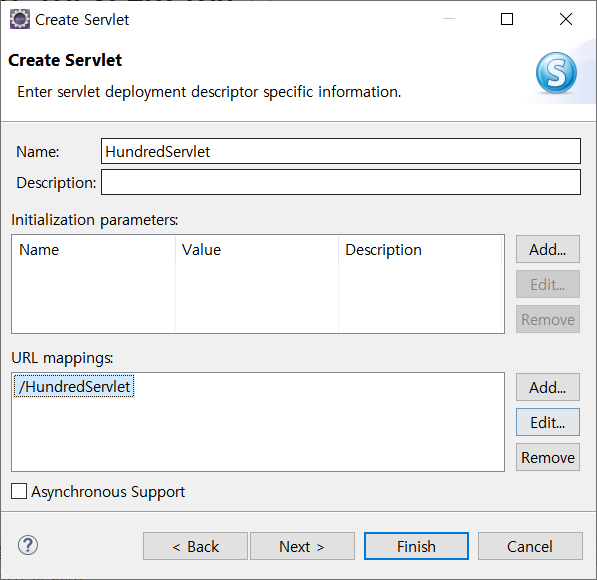 Create Servlet
Create Servlet
Enter servlet deployment descriptor specific information.
Name: HundredServlet
Description:
Initialization parameters:
Name Value Description
Add...
Edit...
Remove
URL mappings:
/HundredServlet
Add...
Edit...
Remove
Asynchronous Support
? < Back Next > Finish Cancel